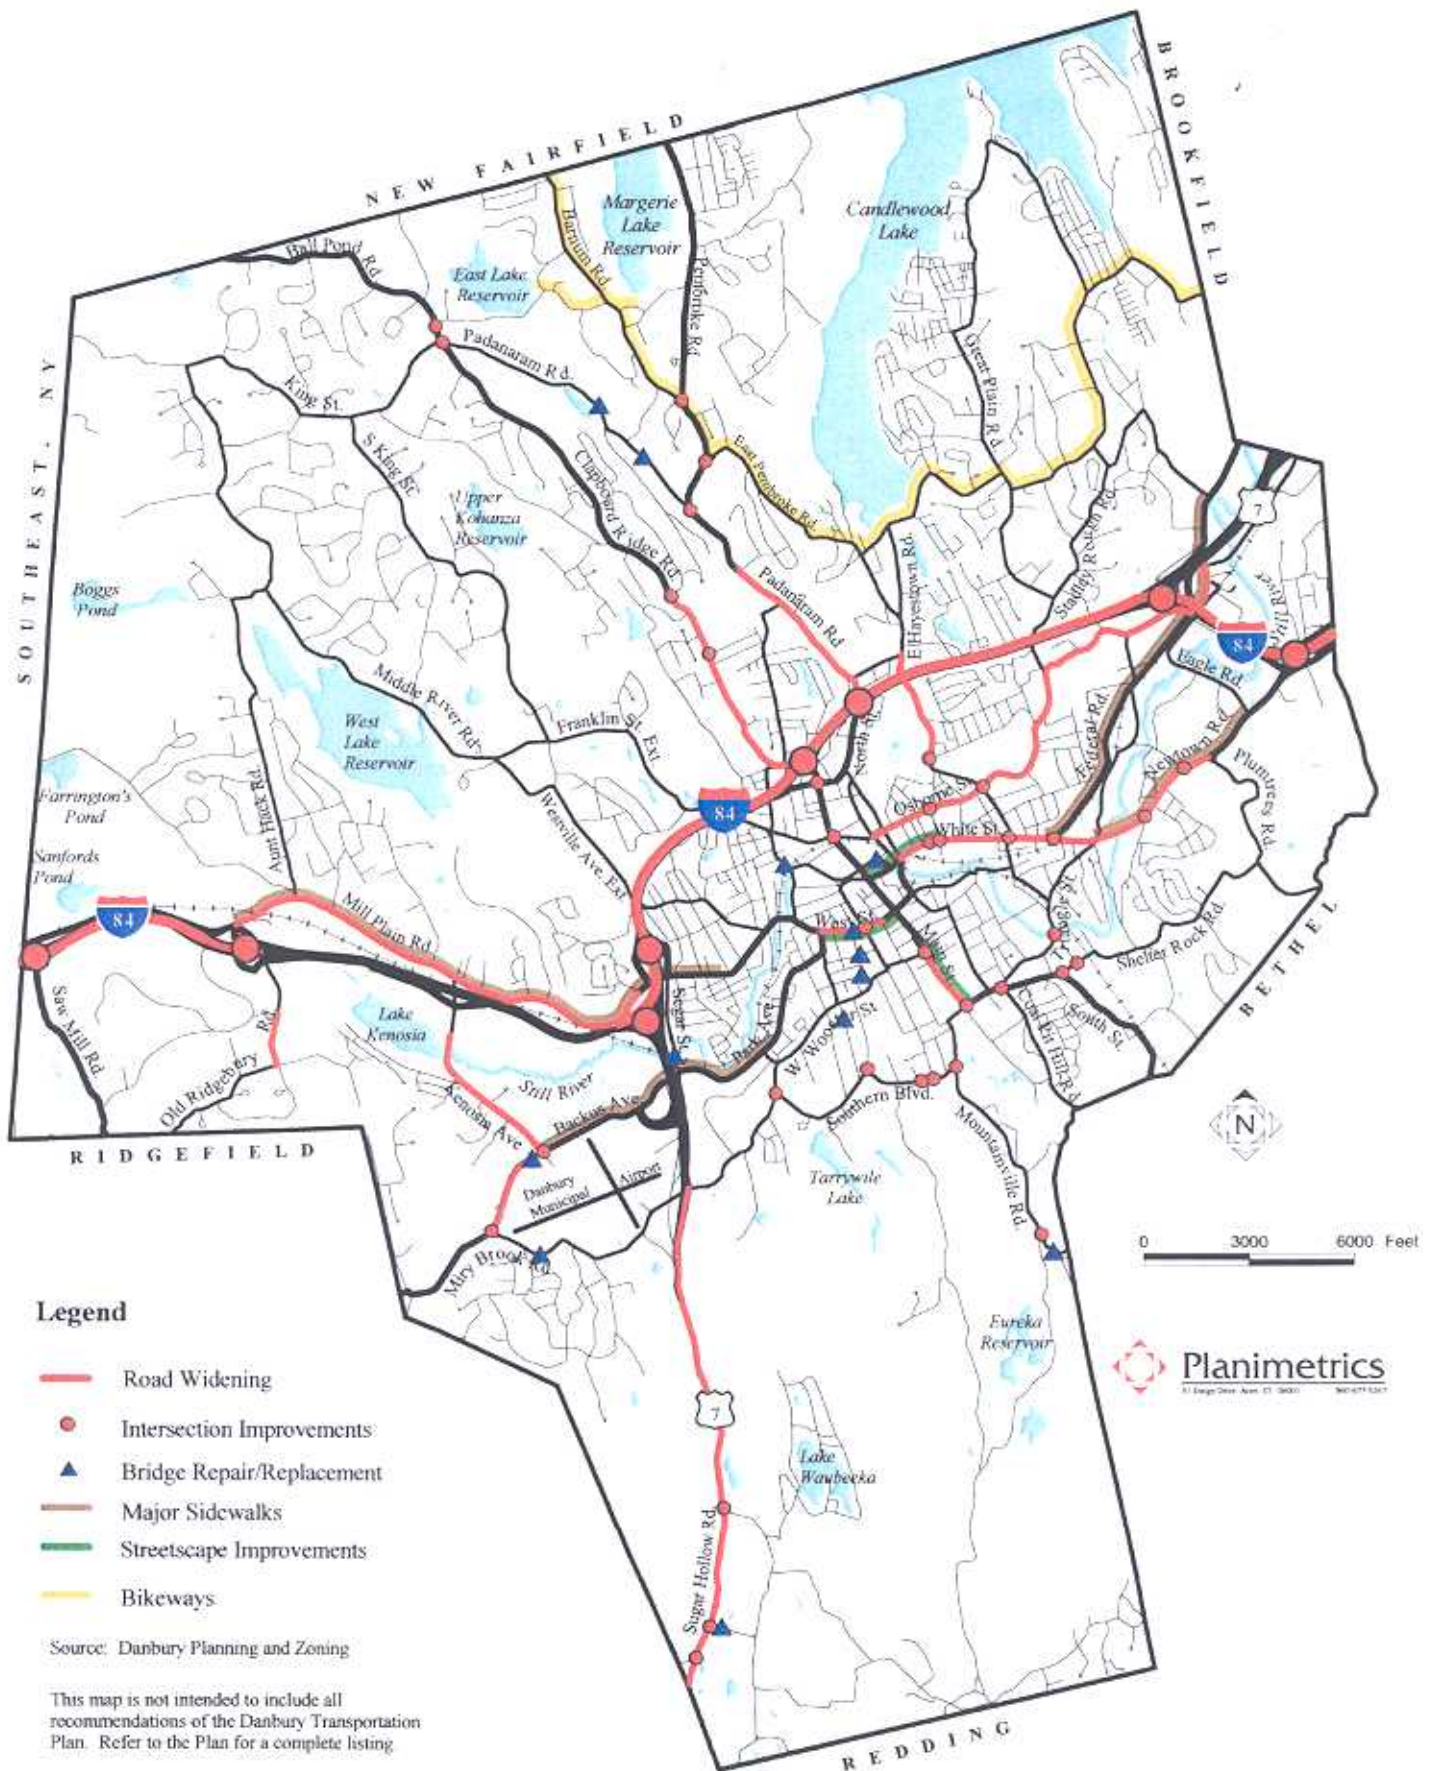 NEW FAIRFIELD
BROOKFIELD
SOUTHEAST, NY
BETHEL
RIDGEFIELD
REDDING
Ball Pond Rd
Barnum Rd
Margerie
Lake
Reservoir
Pembroke Rd
Candlewood
Lake
East Lake
Reservoir
Padanaram Rd.
King St.
S King St
Great Plain Rd.
Clapboard Ridge Rd.
East Pembroke Rd.
Upper
Kohanza
Reservoir
7
Boggs
Pond
Padanaram Rd
E Hayestown Rd.
Stadley Rough Rd.
Still River
84
Eagle Rd.
Middle River Rd
West
Lake
Reservoir
Franklin St. Ext
North St.
Federal Rd.
Newtown Rd.
Plumtrees Rd.
Farrington's
Pond
Aunt Hack Rd.
84
Westville Ave. Ext
Osborne St.
White St.
Sanfords
Pond
84
Mill Plain Rd.
West St.
Main St.
Triangle St
Shelter Rock Rd.
Saw Mill Rd.
Lake
Kenosia
Rd.
Old Ridgebury
Segar St.
Park Ave.
W. Wooster St
Coal Pit Hill Rd
South St.
Still River
Kenosia Ave
Backus Ave
Southern Blvd.
Mountainville Rd.
N
Danbury
Municipal
Airport
Tarrywile
Lake
Miry Brook Rd
0 3000 6000 Feet
Eureka
Reservoir
Planimetrics
7
Lake
Waubeeka
Sugar Hollow Rd
Legend
Road Widening
Intersection Improvements
Bridge Repair/Replacement
Major Sidewalks
Streetscape Improvements
Bikeways
Source: Danbury Planning and Zoning
This map is not intended to include all
recommendations of the Danbury Transportation
Plan. Refer to the Plan for a complete listing